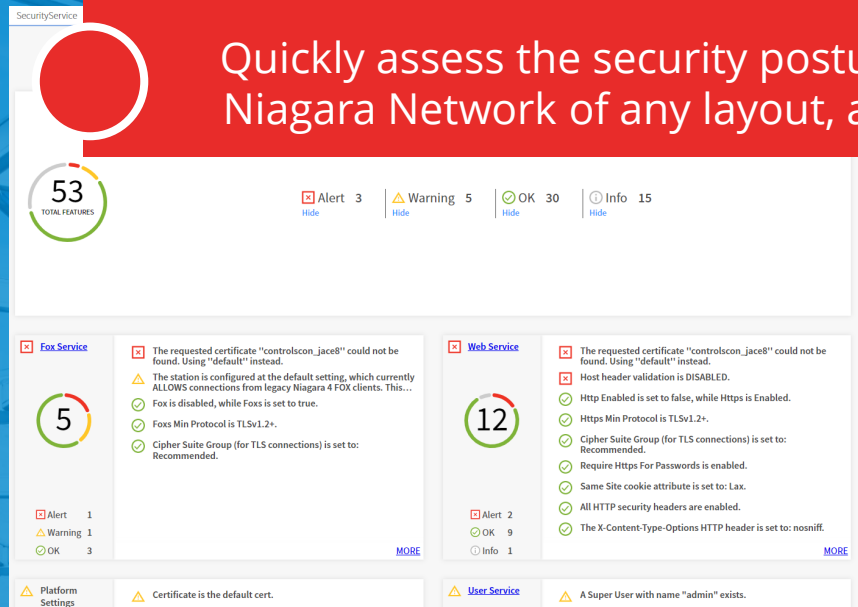 SecurityService
Quickly assess the security
Niagara Network of any layout,
53
TOTAL FEATURES
Alert 3
Hide
Warning 5
Hide
OK 30
Hide
Info 15
Hide
Fox Service
5
Alert 1
Warning 1
OK 3
The requested certificate "controlscon_jace8" could not be
found. Using "default" instead.
The station is configured at the default setting, which currently
ALLOWS connections from legacy Niagara 4 FOX clients. This...
Fox is disabled, while Foxs is set to true.
Foxs Min Protocol is TLSv1.2+.
Cipher Suite Group (for TLS connections) is set to:
Recommended.
MORE
Web Service
12
Alert 2
OK 9
Info 1
The requested certificate "controlscon_jace8" could not be
found. Using "default" instead.
Host header validation is DISABLED.
Http Enabled is set to false, while Https is Enabled.
Https Min Protocol is TLSv1.2+.
Cipher Suite Group (for TLS connections) is set to:
Recommended.
Require Https For Passwords is enabled.
Same Site cookie attribute is set to: Lax.
All HTTP security headers are enabled.
The X-Content-Type-Options HTTP header is set to: nosniff.
MORE
Platform
Settings
Certificate is the default cert.
User Service
A Super User with name "admin" exists.